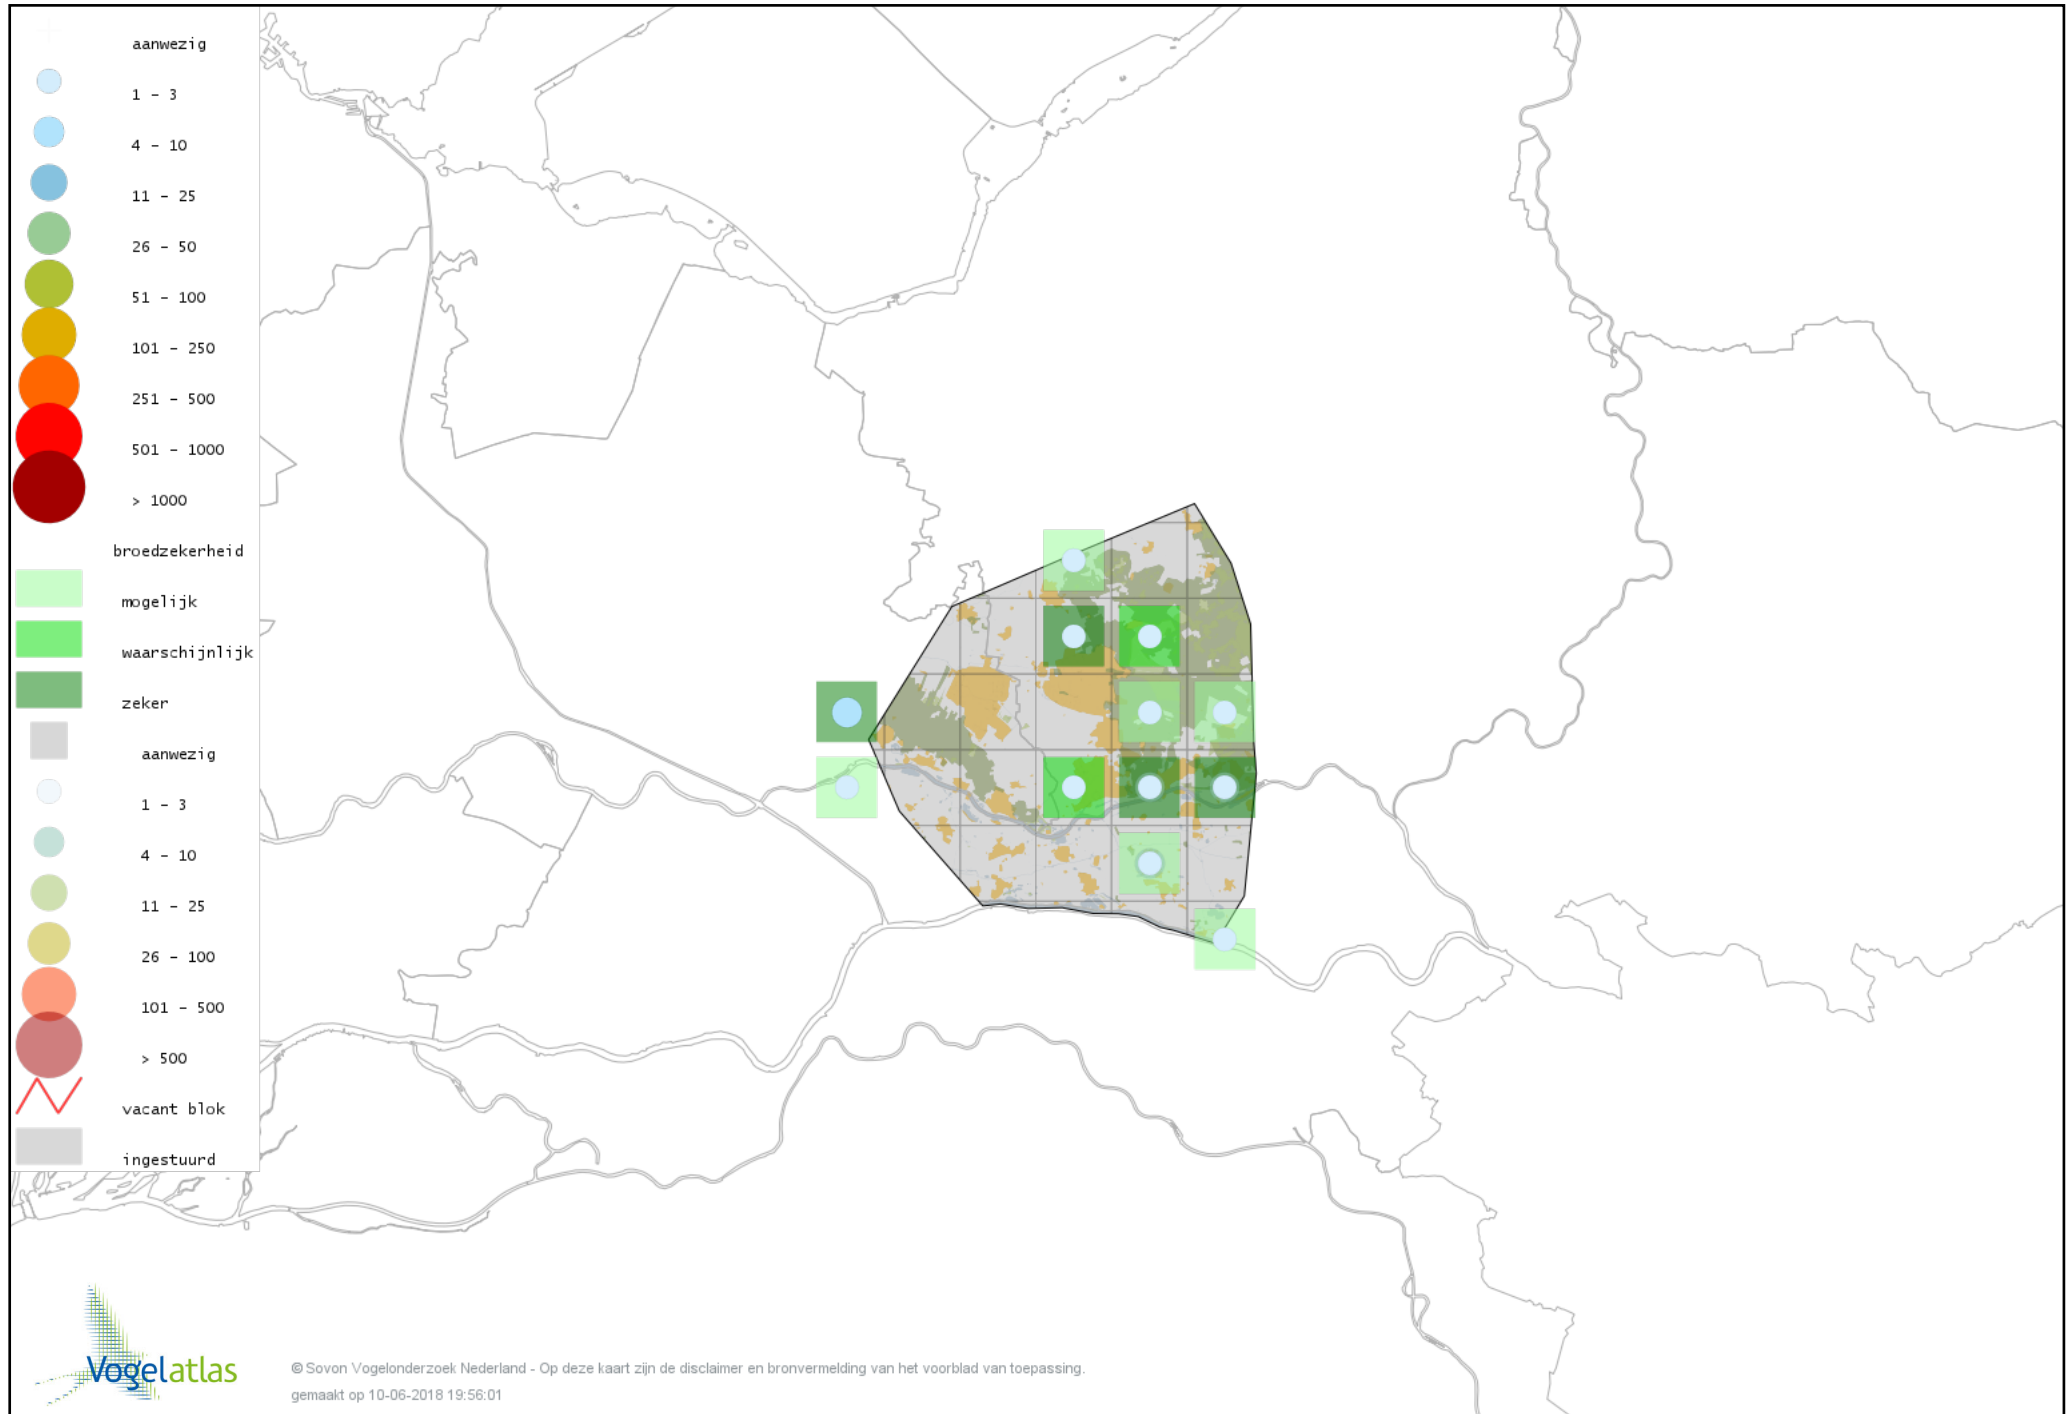 aanwezig
1 - 3
4 - 10
11 - 25
26 - 50
51 - 100
101 - 250
251 - 500
501 - 1000
> 1000
broedzekerheid
mogelijk
waarschijnlijk
zeker
aanwezig
1 - 3
4 - 10
11 - 25
26 - 100
101 - 500
> 500
vacant blok
ingestuurd
Vogelatlas
© Sovon Vogelonderzoek Nederland - Op deze kaart zijn de disclaimer en bronvermelding van het voorblad van toepassing.
gemaakt op 10-06-2018 19:56:01